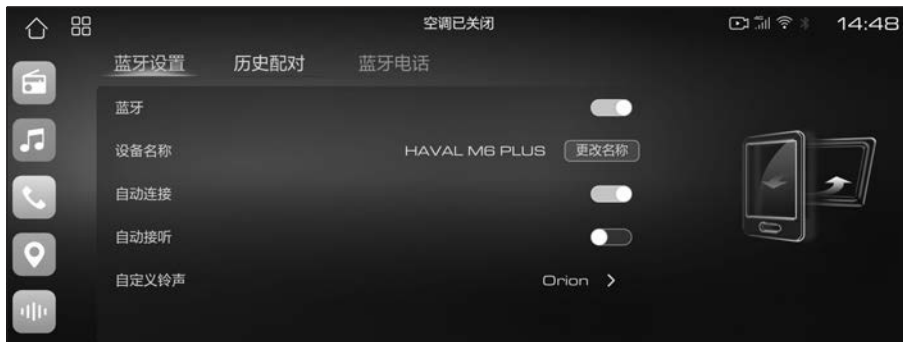 空调已关闭
4G
14:48
蓝牙设置 历史配对 蓝牙电话
蓝牙
设备名称 HAVAL M6 PLUS 更改名称
自动连接
自动接听
自定义铃声 Orion